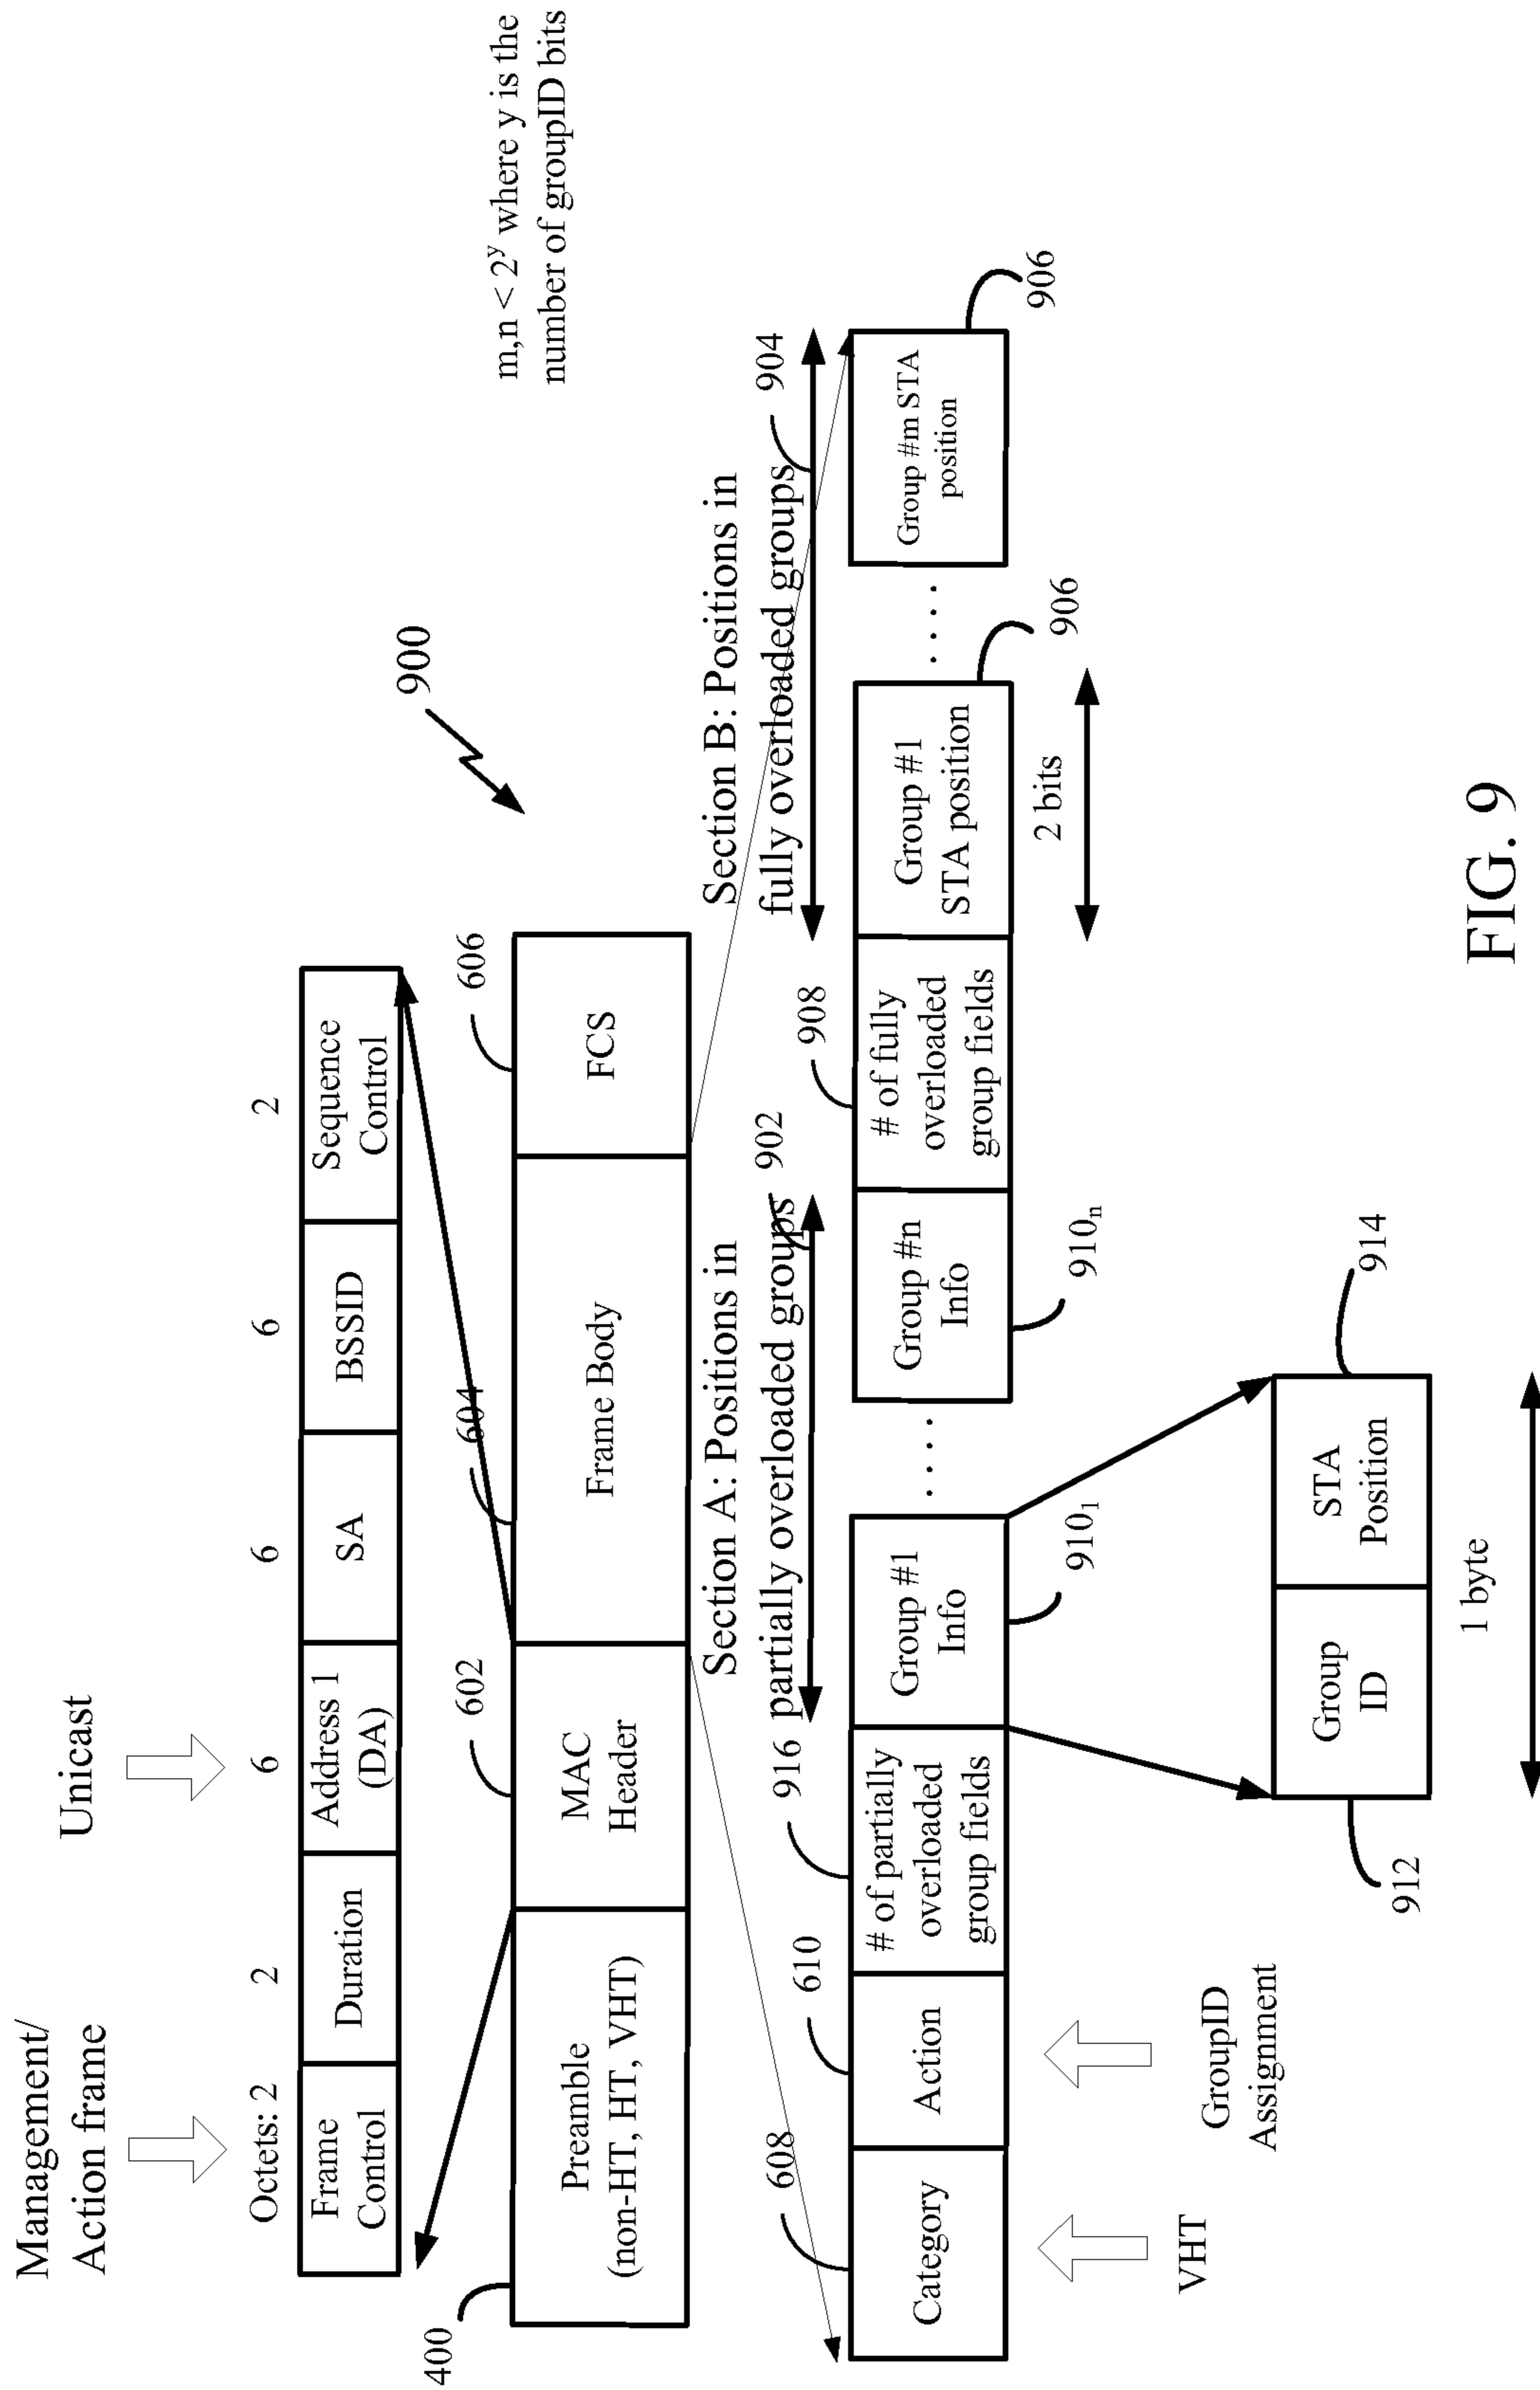 Management/
Action frame
Unicast
Octets: 2
2
6
6
6
2
Frame
Control
Duration
Address 1
(DA)
SA
BSSID
Sequence
Control
900
m,n < 2^y where y is the
number of groupID bits
400
602
604
606
Preamble
(non-HT, HT, VHT)
MAC
Header
Frame Body
FCS
Section A: Positions in
partially overloaded groups
902
Section B: Positions in
fully overloaded groups
904
608
610
916
908
Category
Action
# of partially
overloaded
group fields
Group #1
Info
. . . .
Group #n
Info
# of fully
overloaded
group fields
Group #1
STA position
. . . .
Group #m STA
position
906
906
2 bits
910₁
910ₙ
VHT
GroupID
Assignment
912
Group
ID
STA
Position
914
1 byte
FIG. 9